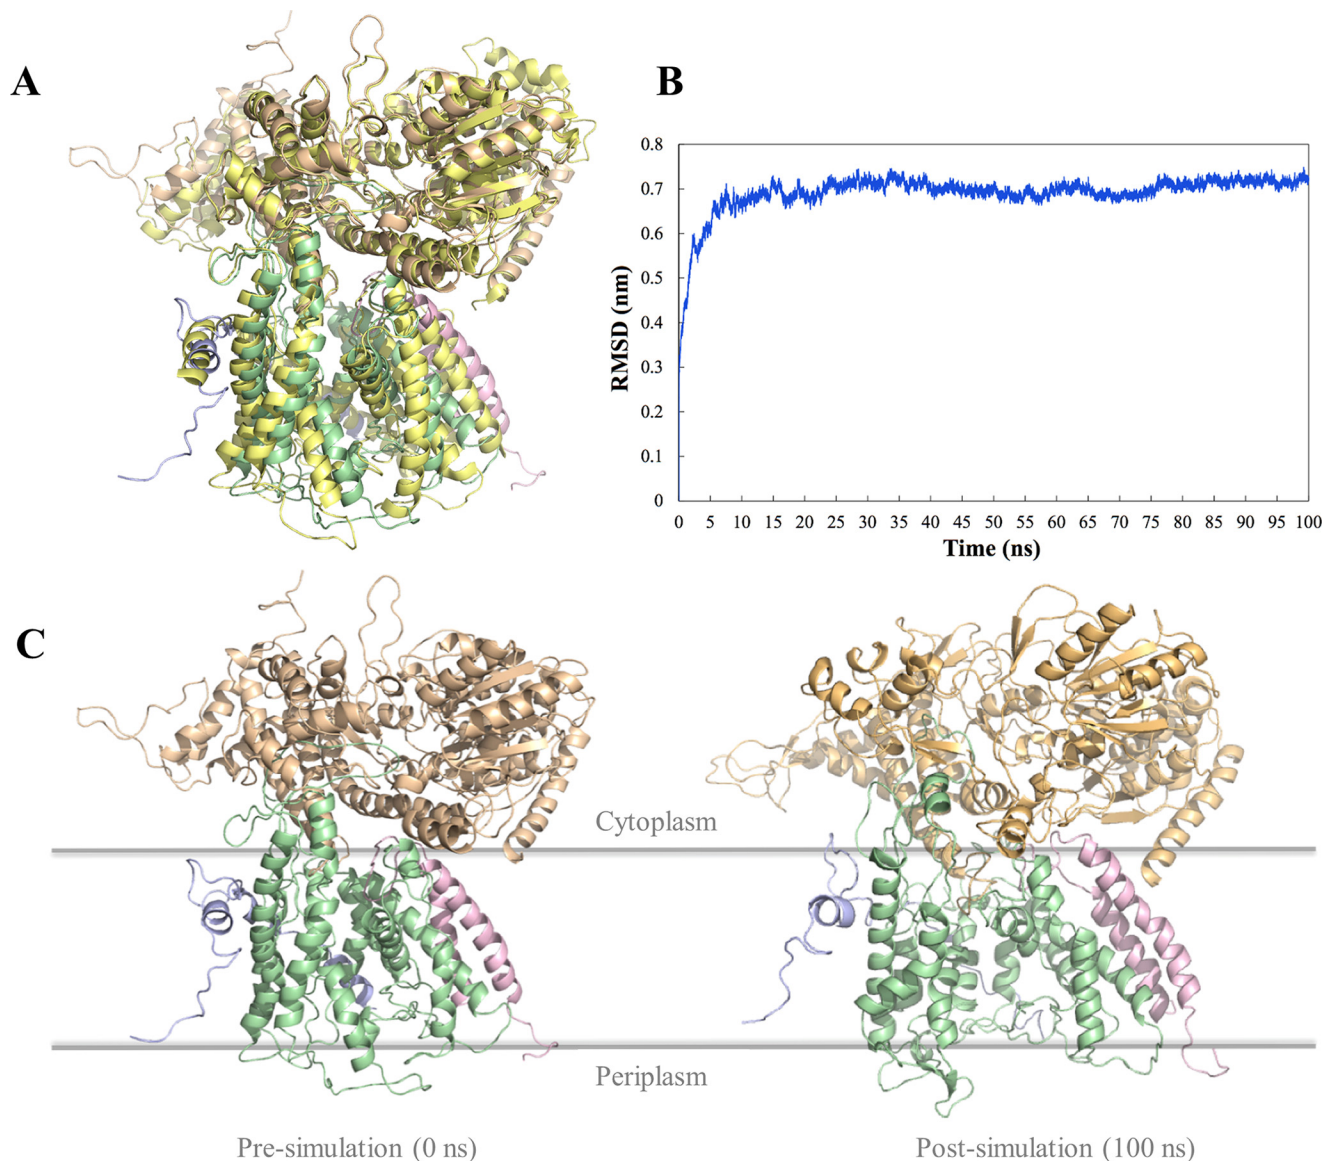 A
B
0.8
0.7
0.6
0.5
0.4
0.3
0.2
0.1
0
RMSD (nm)
0 5 10 15 20 25 30 35 40 45 50 55 60 65 70 75 80 85 90 95 100
Time (ns)
C
Cytoplasm
Periplasm
Pre-simulation (0 ns)
Post-simulation (100 ns)